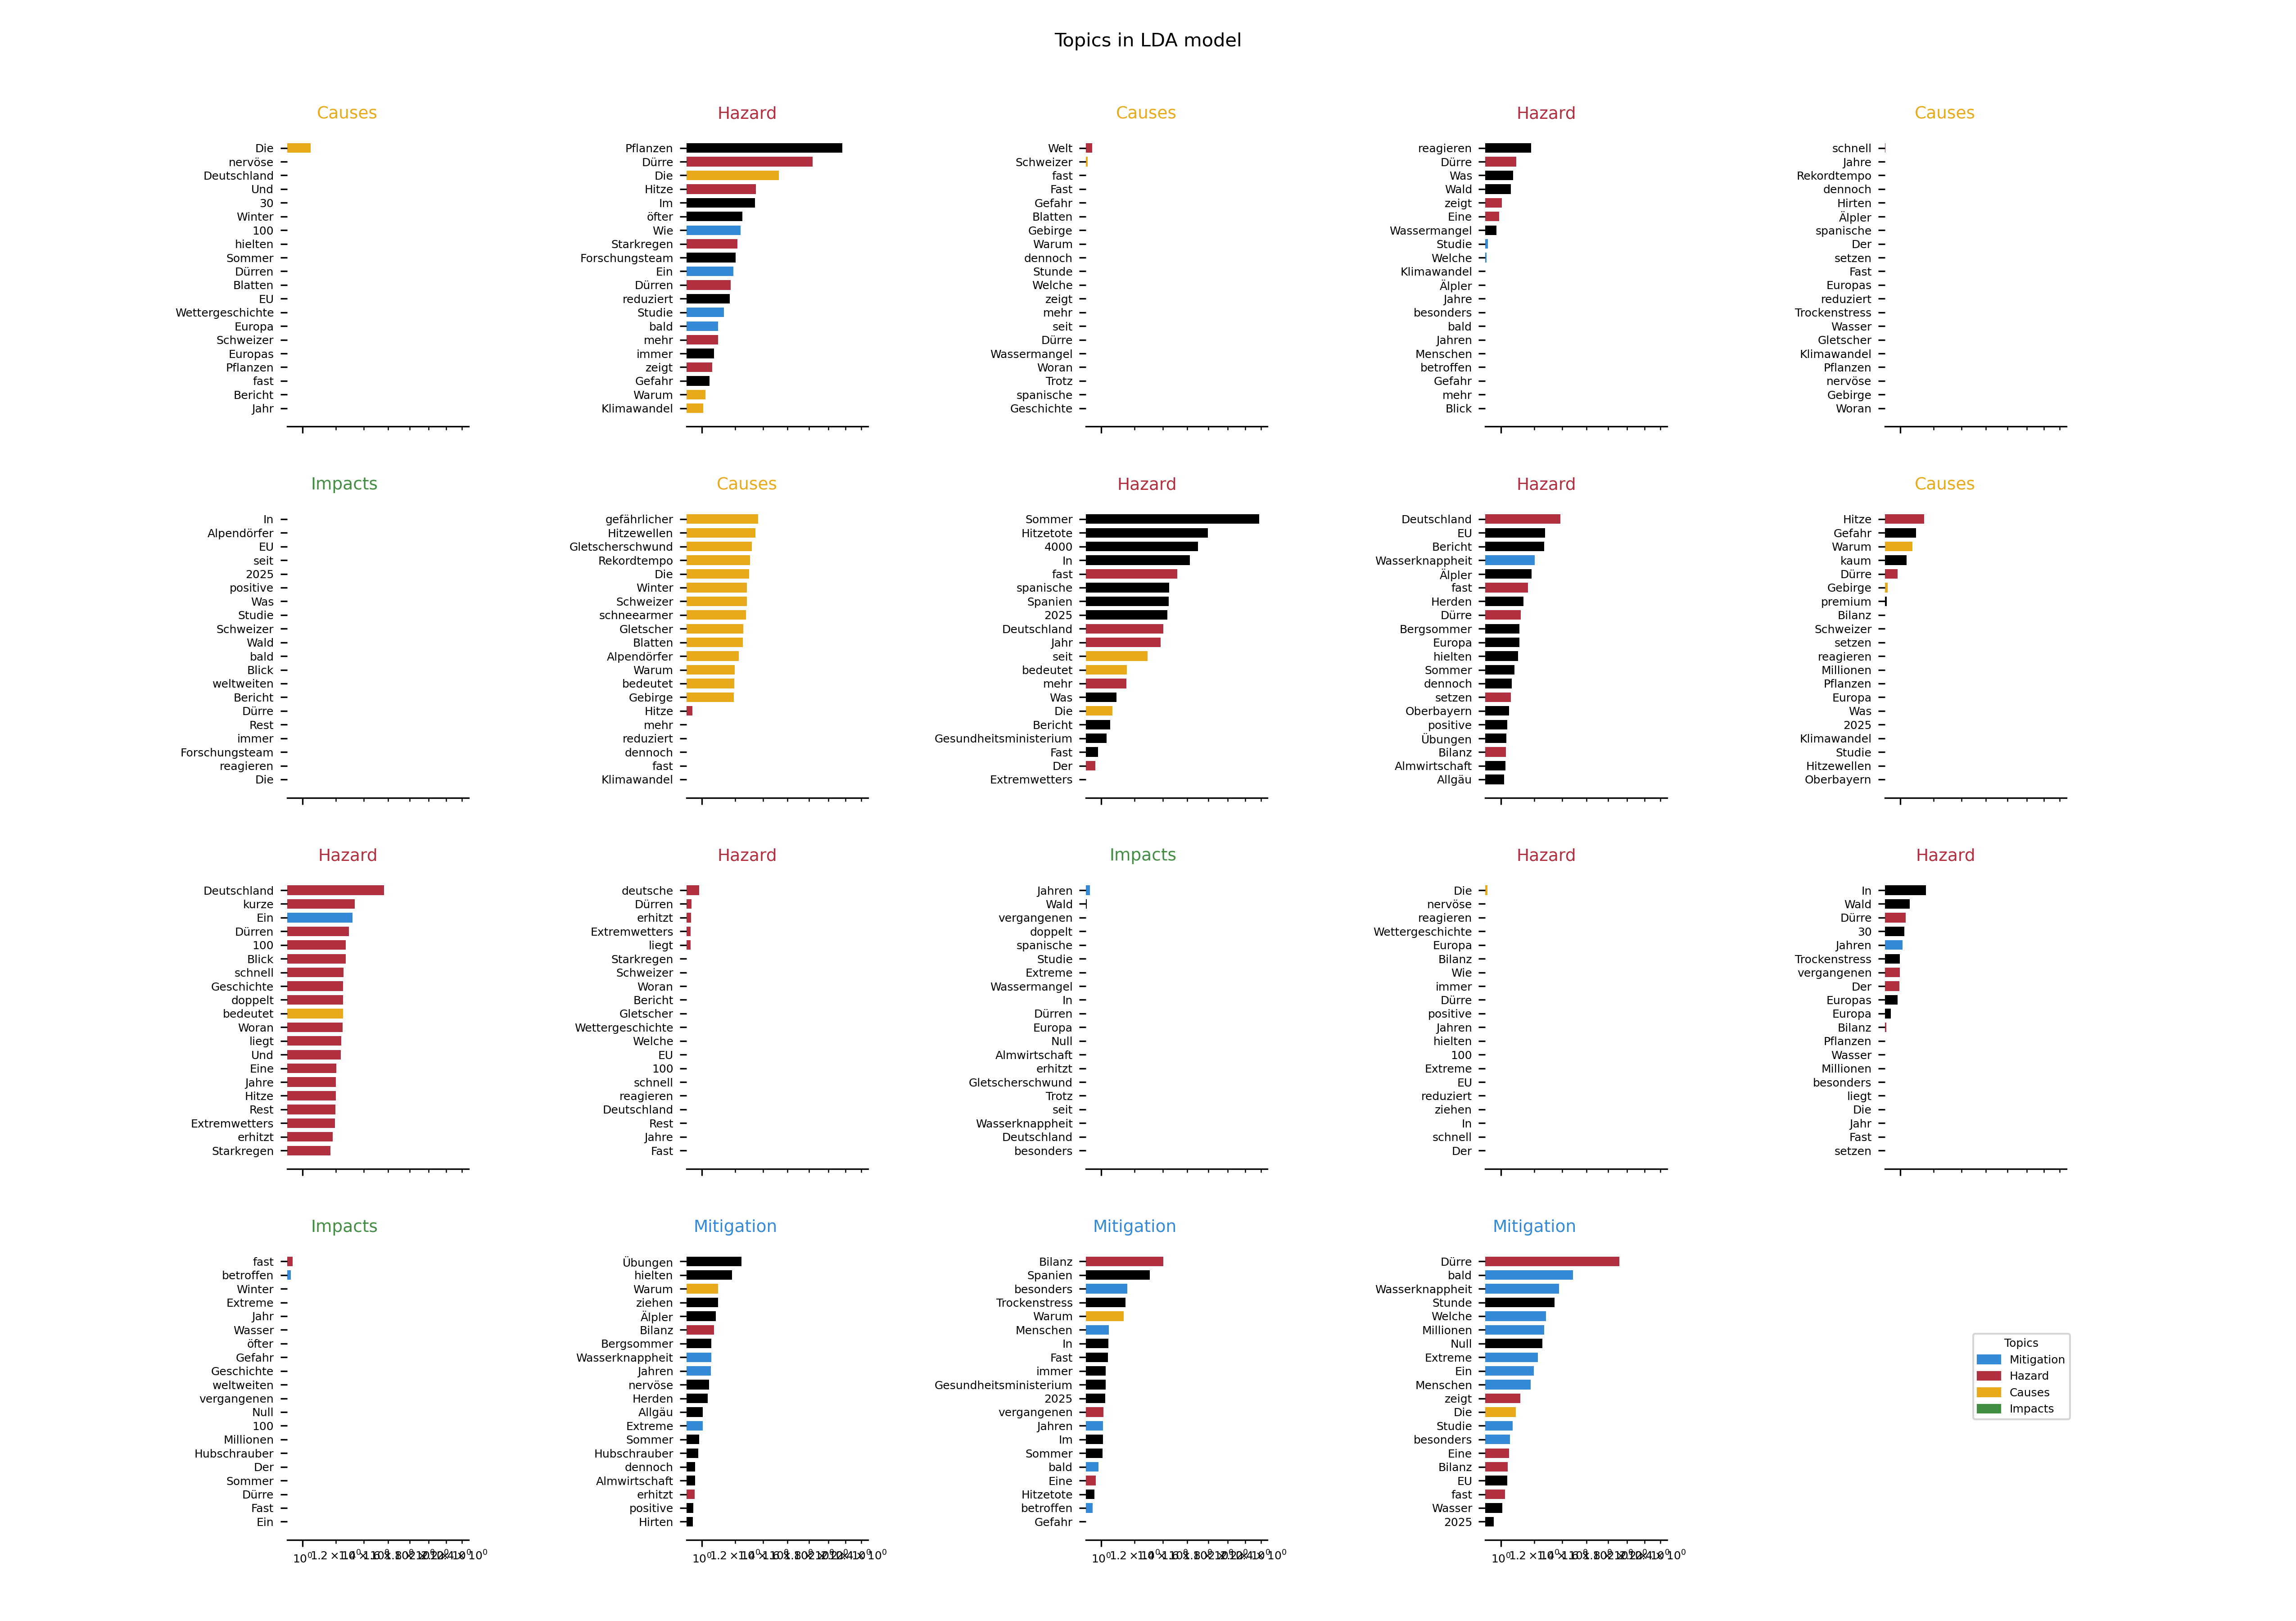 Topics in LDA model
Causes
Die
nervöse
Deutschland
Und
30
Winter
100
hielten
Sommer
Dürren
Blatten
EU
Wettergeschichte
Europa
Schweizer
Europas
Pflanzen
fast
Bericht
Jahr
Hazard
Pflanzen
Dürre
Die
Hitze
Im
öfter
Wie
Starkregen
Forschungsteam
Ein
Dürren
reduziert
Studie
bald
mehr
immer
zeigt
Gefahr
Warum
Klimawandel
Causes
Welt
Schweizer
fast
Fast
Gefahr
Blatten
Gebirge
Warum
dennoch
Stunde
Welche
zeigt
mehr
seit
Dürre
Wassermangel
Woran
Trotz
spanische
Geschichte
Hazard
reagieren
Dürre
Was
Wald
zeigt
Eine
Wassermangel
Studie
Welche
Klimawandel
Älpler
Jahre
besonders
bald
Jahren
Menschen
betroffen
Gefahr
mehr
Blick
Causes
schnell
Jahre
Rekordtempo
dennoch
Hirten
Älpler
spanische
Der
setzen
Fast
Europas
reduziert
Trockenstress
Wasser
Gletscher
Klimawandel
Pflanzen
nervöse
Gebirge
Woran
Impacts
In
Alpendörfer
EU
seit
2025
positive
Was
Studie
Schweizer
Wald
bald
Blick
weltweiten
Bericht
Dürre
Rest
immer
Forschungsteam
reagieren
Die
Causes
gefährlicher
Hitzewellen
Gletscherschwund
Rekordtempo
Die
Winter
Schweizer
schneearmer
Gletscher
Blatten
Alpendörfer
Warum
bedeutet
Gebirge
Hitze
mehr
reduziert
dennoch
fast
Klimawandel
Hazard
Sommer
Hitzetote
4000
In
fast
spanische
Spanien
2025
Deutschland
Jahr
seit
bedeutet
mehr
Was
Die
Bericht
Gesundheitsministerium
Fast
Der
Extremwetters
Hazard
Deutschland
EU
Bericht
Wasserknappheit
Älpler
fast
Herden
Dürre
Bergsommer
Europa
hielten
Sommer
dennoch
setzen
Oberbayern
positive
Übungen
Bilanz
Almwirtschaft
Allgäu
Causes
Hitze
Gefahr
Warum
kaum
Dürre
Gebirge
premium
Bilanz
Schweizer
setzen
reagieren
Millionen
Pflanzen
Europa
Was
2025
Klimawandel
Studie
Hitzewellen
Oberbayern
Hazard
Deutschland
kurze
Ein
Dürren
100
Blick
schnell
Geschichte
doppelt
bedeutet
Woran
liegt
Und
Eine
Jahre
Hitze
Rest
Extremwetters
erhitzt
Starkregen
Hazard
deutsche
Dürren
erhitzt
Extremwetters
liegt
Starkregen
Schweizer
Woran
Bericht
Gletscher
Wettergeschichte
Welche
EU
100
schnell
reagieren
Deutschland
Rest
Jahre
Fast
Impacts
Jahren
Wald
vergangenen
doppelt
spanische
Studie
Extreme
Wassermangel
In
Dürren
Europa
Null
Almwirtschaft
erhitzt
Gletscherschwund
Trotz
seit
Wasserknappheit
Deutschland
besonders
Hazard
Die
nervöse
reagieren
Wettergeschichte
Europa
Bilanz
Wie
immer
Dürre
positive
Jahren
hielten
100
Extreme
EU
reduziert
ziehen
In
schnell
Der
Hazard
In
Wald
Dürre
30
Jahren
Trockenstress
vergangenen
Der
Europas
Europa
Bilanz
Pflanzen
Wasser
Millionen
besonders
liegt
Die
Jahr
Fast
setzen
Impacts
fast
betroffen
Winter
Extreme
Jahr
Wasser
öfter
Gefahr
Geschichte
weltweiten
vergangenen
Null
100
Millionen
Hubschrauber
Der
Sommer
Dürre
Fast
Ein
10⁰
Mitigation
Übungen
hielten
Warum
ziehen
Älpler
Bilanz
Bergsommer
Wasserknappheit
Jahren
nervöse
Herden
Allgäu
Extreme
Sommer
Hubschrauber
dennoch
Almwirtschaft
erhitzt
positive
Hirten
10⁰
Mitigation
Bilanz
Spanien
besonders
Trockenstress
Warum
Menschen
In
Fast
immer
Gesundheitsministerium
2025
vergangenen
Jahren
Im
Sommer
bald
Eine
Hitzetote
betroffen
Gefahr
10⁰
Mitigation
Dürre
bald
Wasserknappheit
Stunde
Welche
Millionen
Null
Extreme
Ein
Menschen
zeigt
Die
Studie
besonders
Eine
Bilanz
EU
fast
Wasser
2025
10⁰
Topics
Mitigation
Hazard
Causes
Impacts